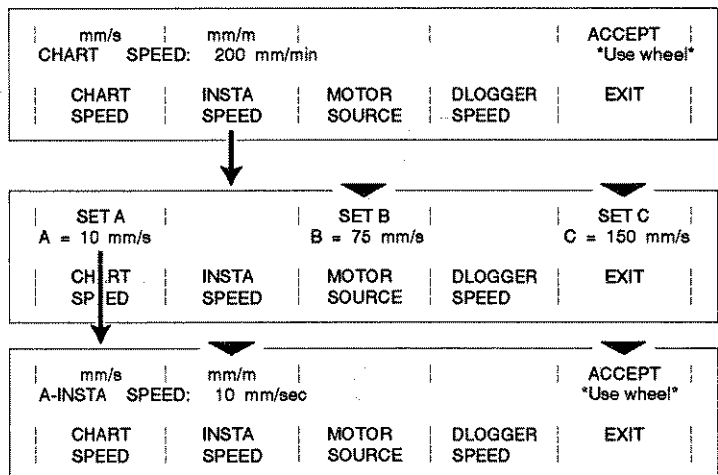 mm/s mm/m ACCEPT
CHART SPEED: 200 mm/min *Use wheel*
CHART INSTA MOTOR DLOGGER EXIT
SPEED SPEED SOURCE SPEED
SET A SET B SET C
A = 10 mm/s B = 75 mm/s C = 150 mm/s
CHART INSTA MOTOR DLOGGER EXIT
SPEED SPEED SOURCE SPEED
mm/s mm/m ACCEPT
A-INSTA SPEED: 10 mm/sec *Use wheel*
CHART INSTA MOTOR DLOGGER EXIT
SPEED SPEED SOURCE SPEED